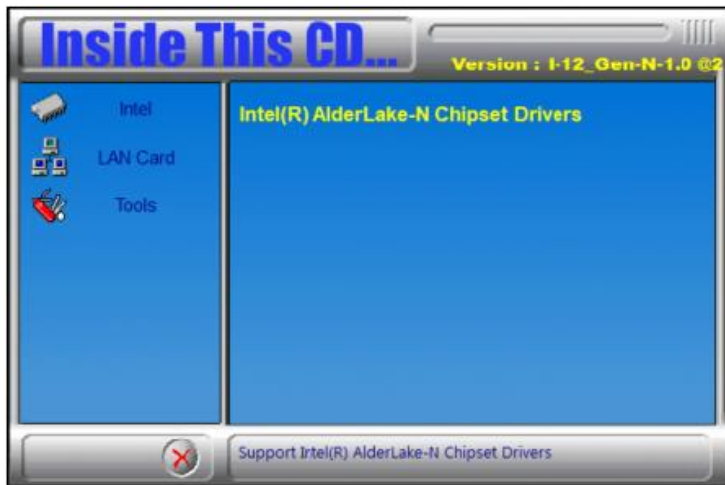 Inside This CD...
Version : I-12_Gen-N-1.0 @2
Intel
LAN Card
Tools
Intel(R) AlderLake-N Chipset Drivers
Support Intel(R) AlderLake-N Chipset Drivers